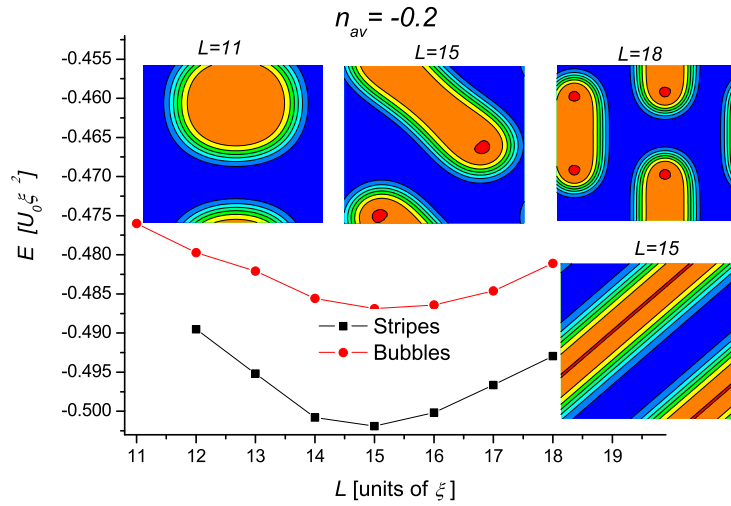 n_av = -0.2
L=11
L=15
L=18
L=15
E [U_0ξ^2]
-0.455
-0.460
-0.465
-0.470
-0.475
-0.480
-0.485
-0.490
-0.495
-0.500
Stripes
Bubbles
11 12 13 14 15 16 17 18 19
L [units of ξ]